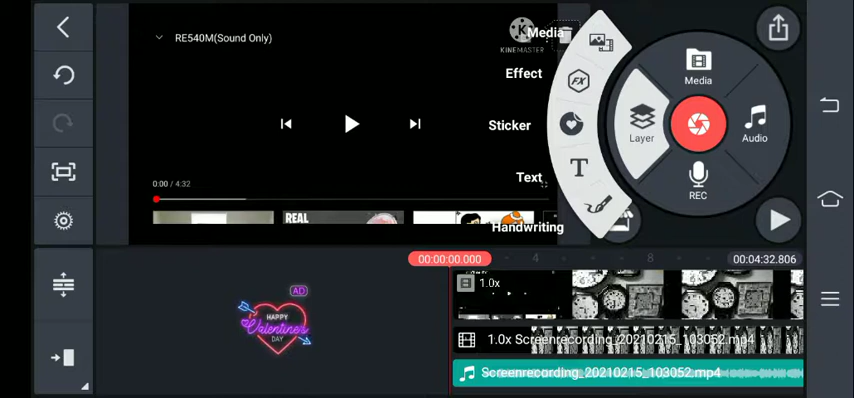 RE540M(Sound Only)
KINEMASTER
Media
Effect
Sticker
Text
Handwriting
Media
Layer
Audio
REC
0:00 / 4:32
REAL
00:00:00.000
4
8
00:04:32.806
AD
HAPPY
Valentine's
DAY
1.0x
1.0x Screenrecording_20210215_103052.mp4
Screenrecording_20210215_103052.mp4